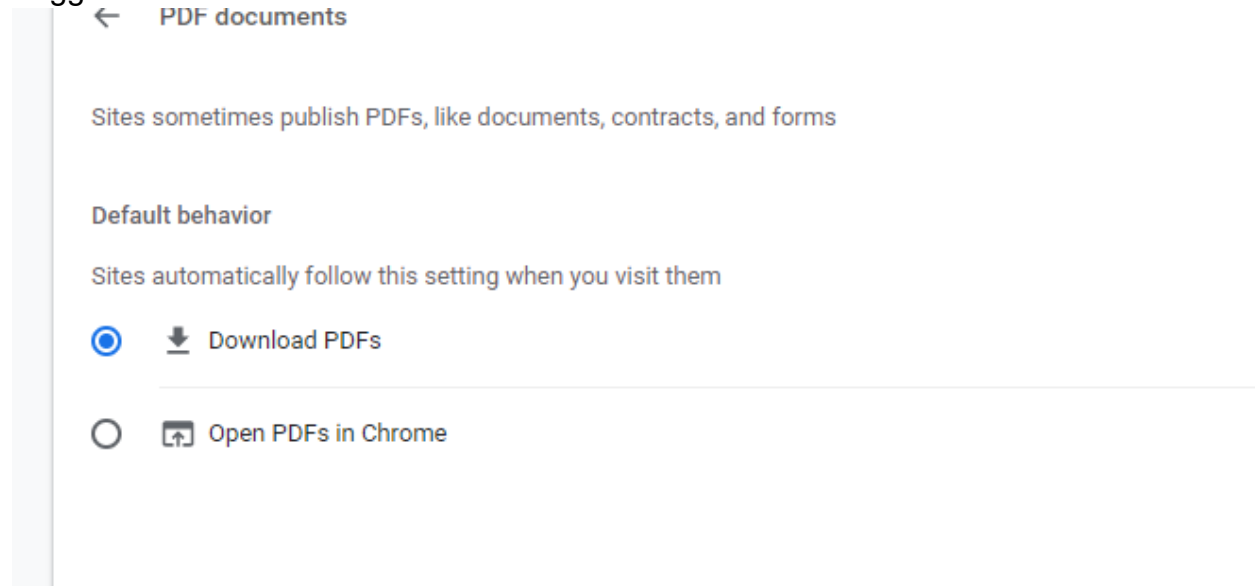 PDF documents
Sites sometimes publish PDFs, like documents, contracts, and forms
Default behavior
Sites automatically follow this setting when you visit them
Download PDFs
Open PDFs in Chrome